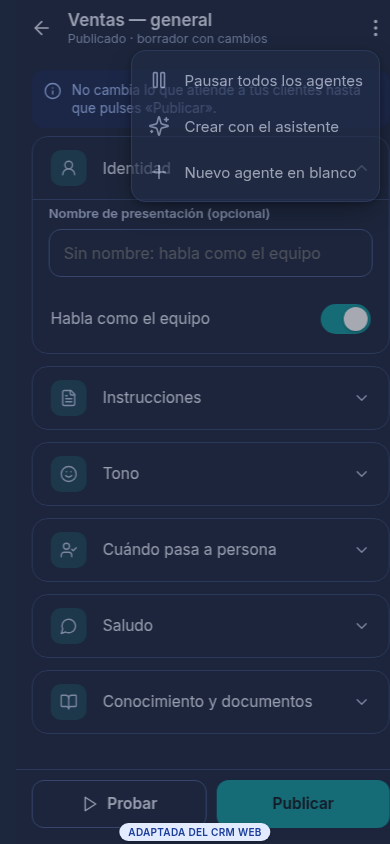 Ventas — general
Publicado · borrador con cambios
Pausar todos los agentes
No cambia lo que atiende a tus clientes hasta
que pulses «Publicar».
Crear con el asistente
Identidad
Nuevo agente en blanco
Nombre de presentación (opcional)
Sin nombre: habla como el equipo
Habla como el equipo
Instrucciones
Tono
Cuándo pasa a persona
Saludo
Conocimiento y documentos
Probar
Publicar
ADAPTADA DEL CRM WEB